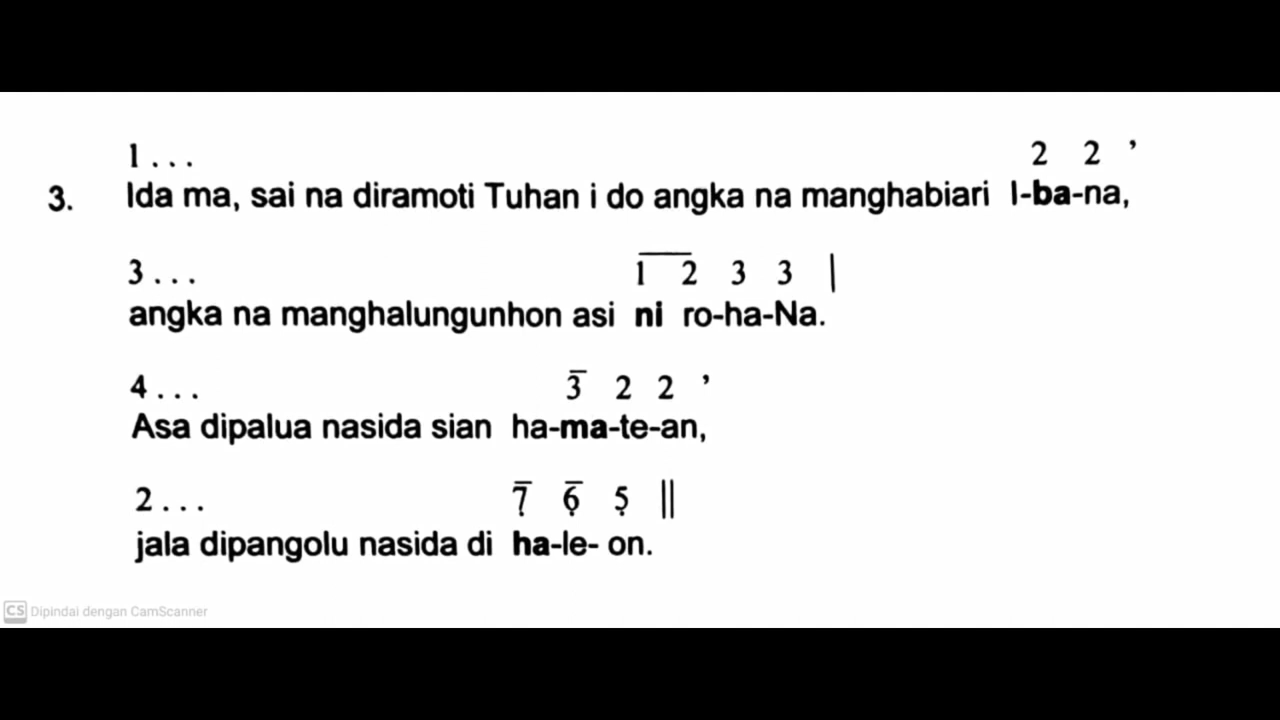 1 . . . 2 2 ’
3. Ida ma, sai na diramoti Tuhan i do angka na manghabiari I-ba-na,
3 . . . 1 2 3 3 |
angka na manghalungunhon asi ni ro-ha-Na.
4 . . . 3 2 2 ’
Asa dipalua nasida sian ha-ma-te-an,
2 . . . 7 6 5 ||
jala dipangolu nasida di ha-le- on.
CS Dipindai dengan CamScanner